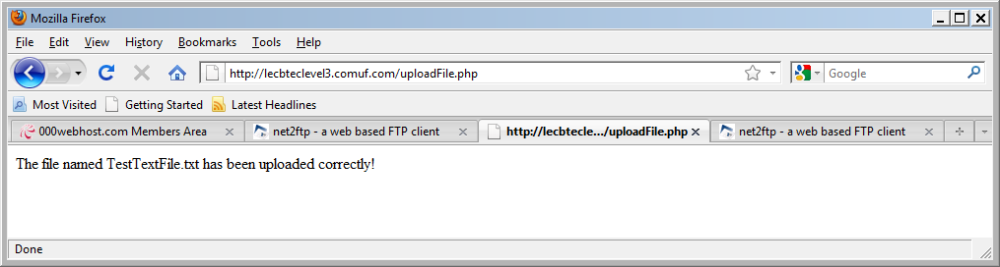 Mozilla Firefox
File Edit View History Bookmarks Tools Help
http://lecbteclevel3.comuf.com/uploadFile.php Google
Most Visited Getting Started Latest Headlines
000webhost.com Members Area net2ftp - a web based FTP client http://lecbtecle.../uploadFile.php net2ftp - a web based FTP client
The file named TestTextFile.txt has been uploaded correctly!
Done